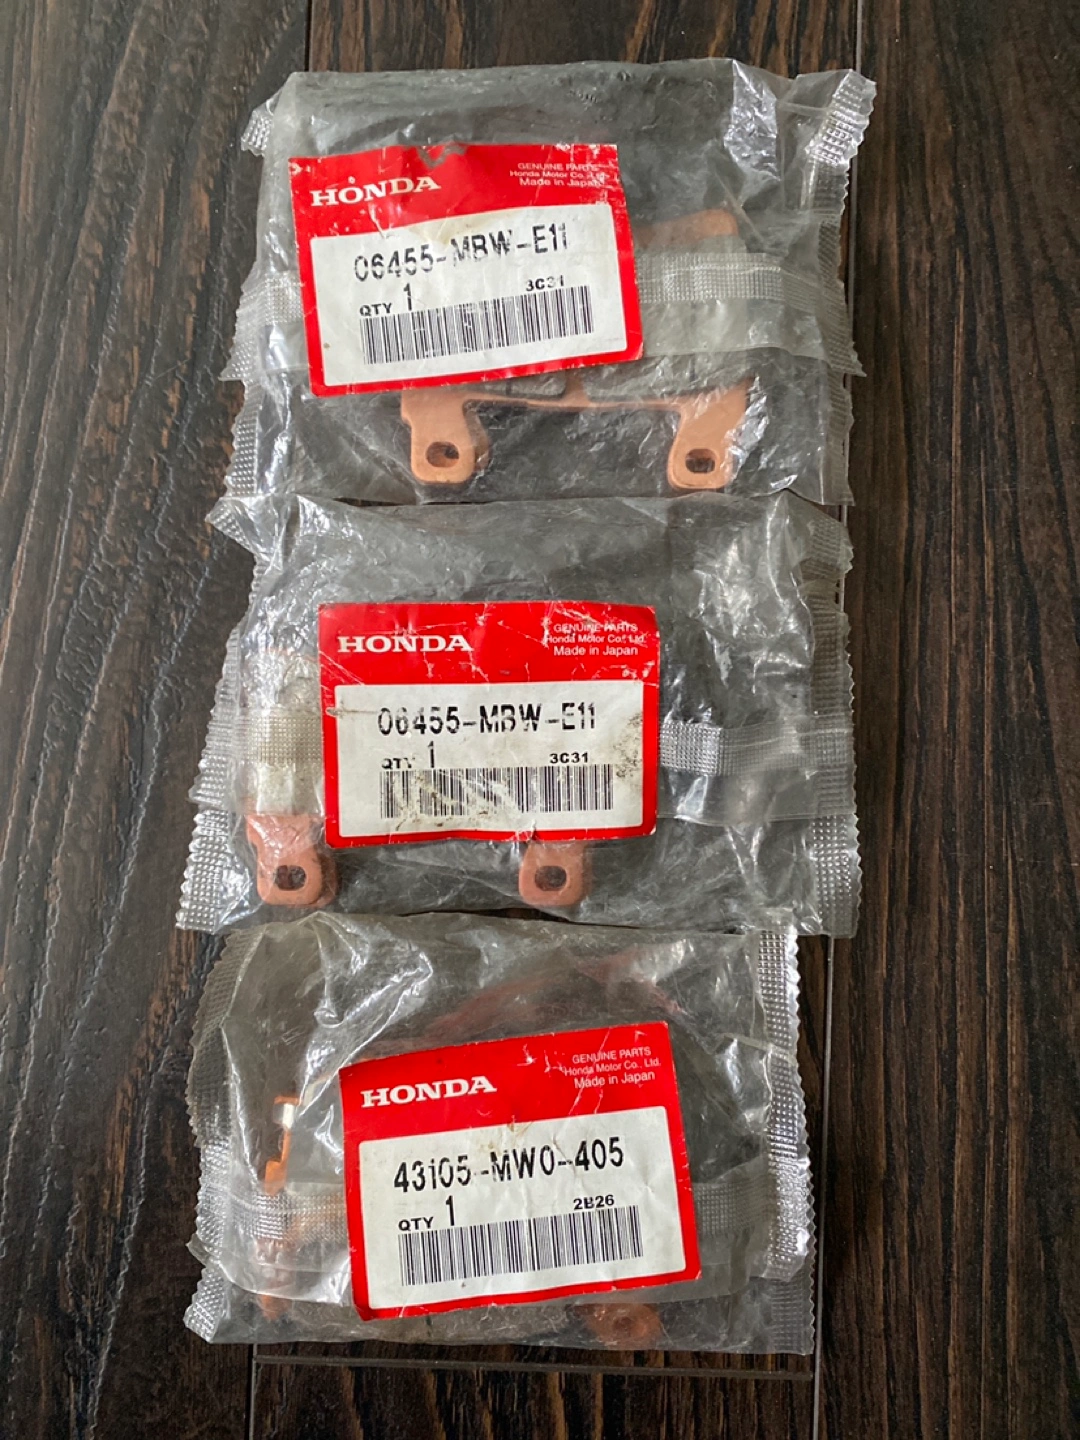 HONDA
GENUINE PARTS
Honda Motor Co., Ltd.
Made in Japan
06455-MBW-E11
QTY 1
3C31
HONDA
GENUINE PARTS
Honda Motor Co., Ltd.
Made in Japan
06455-MBW-E11
QTY 1
3C31
HONDA
GENUINE PARTS
Honda Motor Co., Ltd.
Made in Japan
43105-MW0-405
QTY 1
2B26